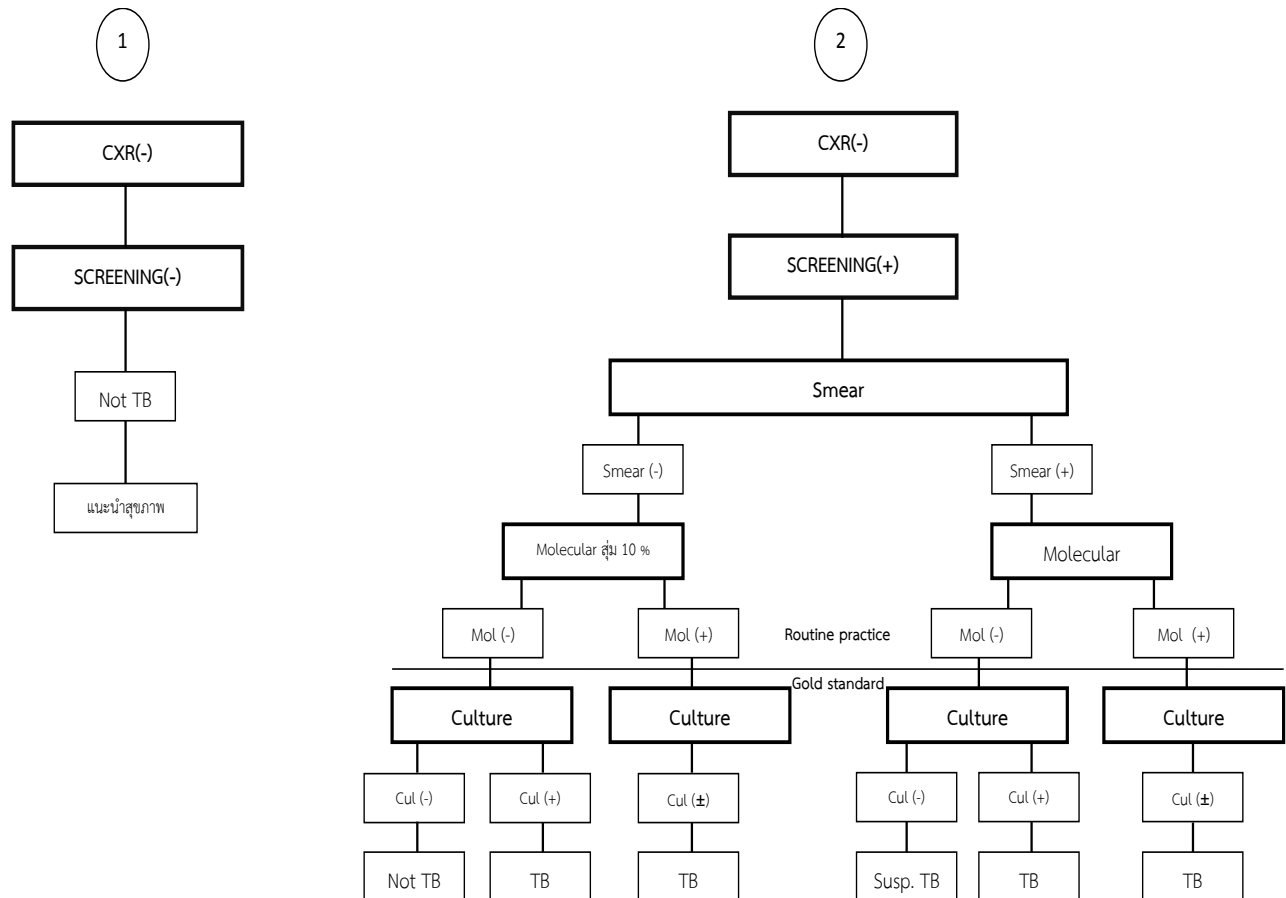 1
CXR(-)
SCREENING(-)
Not TB
แนะนำสุขภาพ
2
CXR(-)
SCREENING(+)
Smear
Smear (-)
Smear (+)
Molecular สุ่ม 10 %
Molecular
Mol (-)
Mol (+)
Routine practice
Mol (-)
Mol (+)
Gold standard
Culture
Culture
Culture
Culture
Cul (-)
Cul (+)
Cul (±)
Cul (-)
Cul (+)
Cul (±)
Not TB
TB
TB
Susp. TB
TB
TB